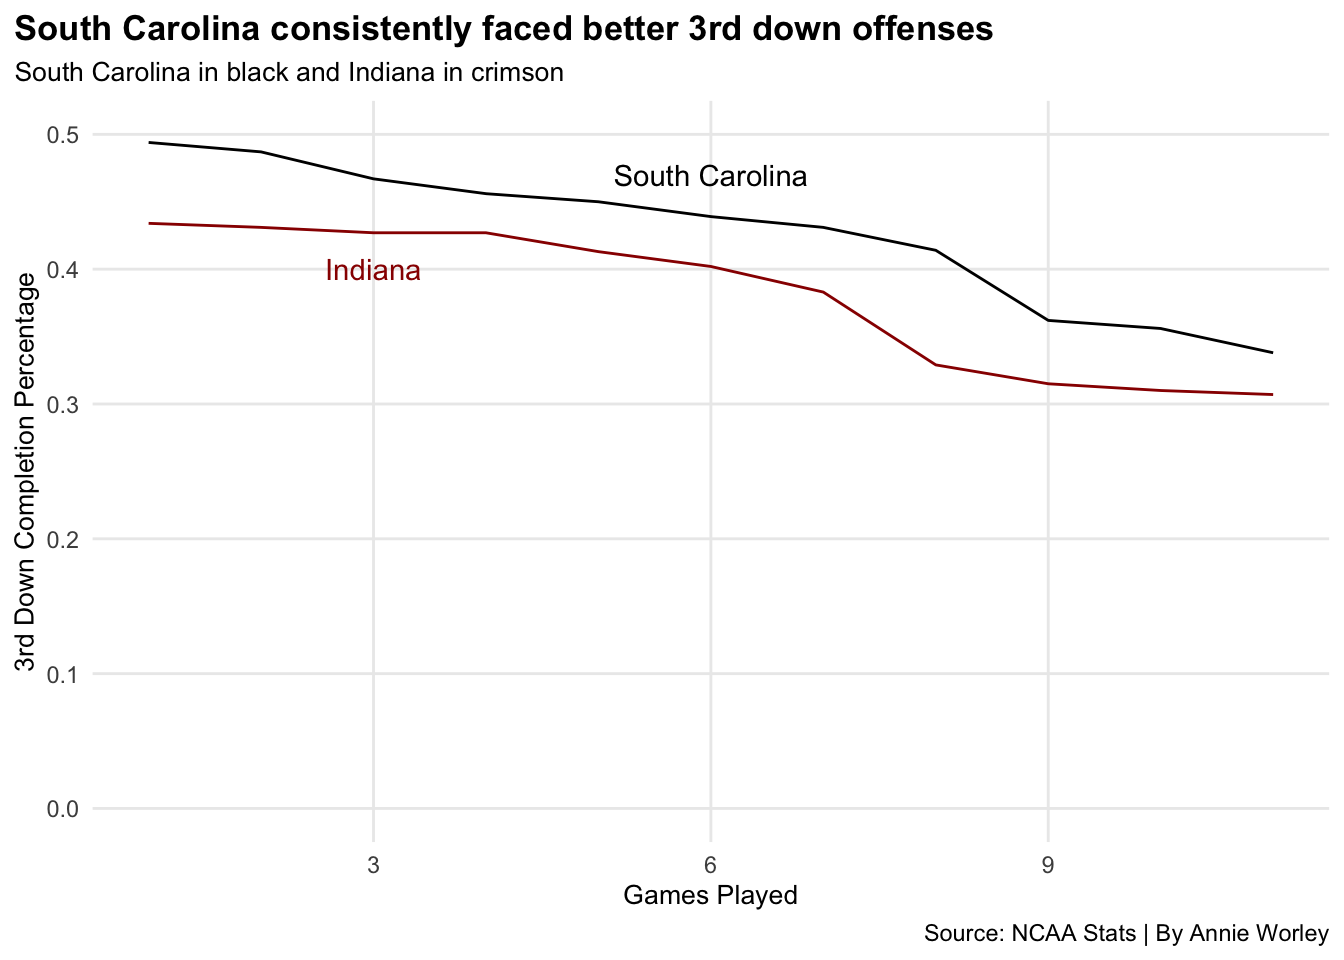 South Carolina consistently faced better 3rd down offenses
South Carolina in black and Indiana in crimson
3rd Down Completion Percentage
0.5
0.4
0.3
0.2
0.1
0.0
South Carolina
Indiana
3
6
9
Games Played
Source: NCAA Stats | By Annie Worley